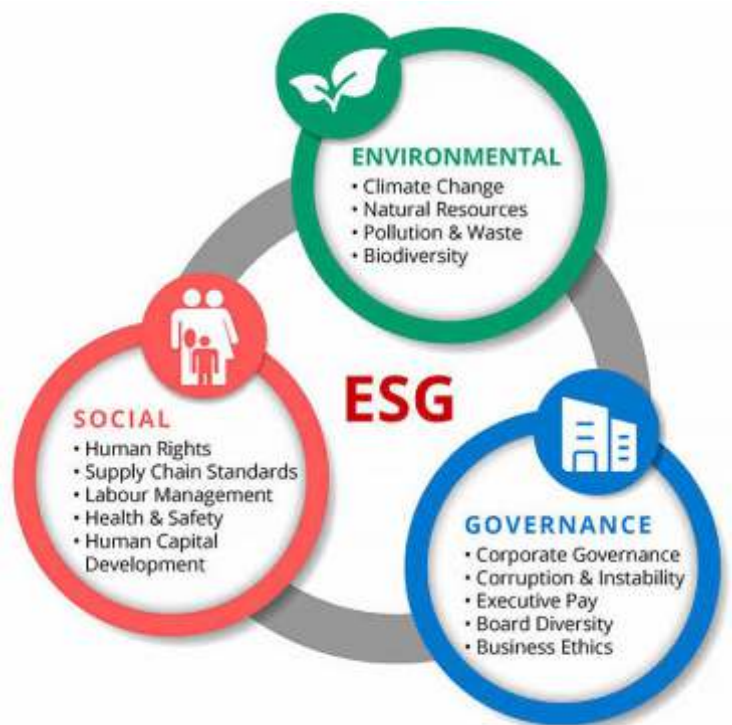 ENVIRONMENTAL
• Climate Change
• Natural Resources
• Pollution & Waste
• Biodiversity
ESG
SOCIAL
• Human Rights
• Supply Chain Standards
• Labour Management
• Health & Safety
• Human Capital
Development
GOVERNANCE
• Corporate Governance
• Corruption & Instability
• Executive Pay
• Board Diversity
• Business Ethics